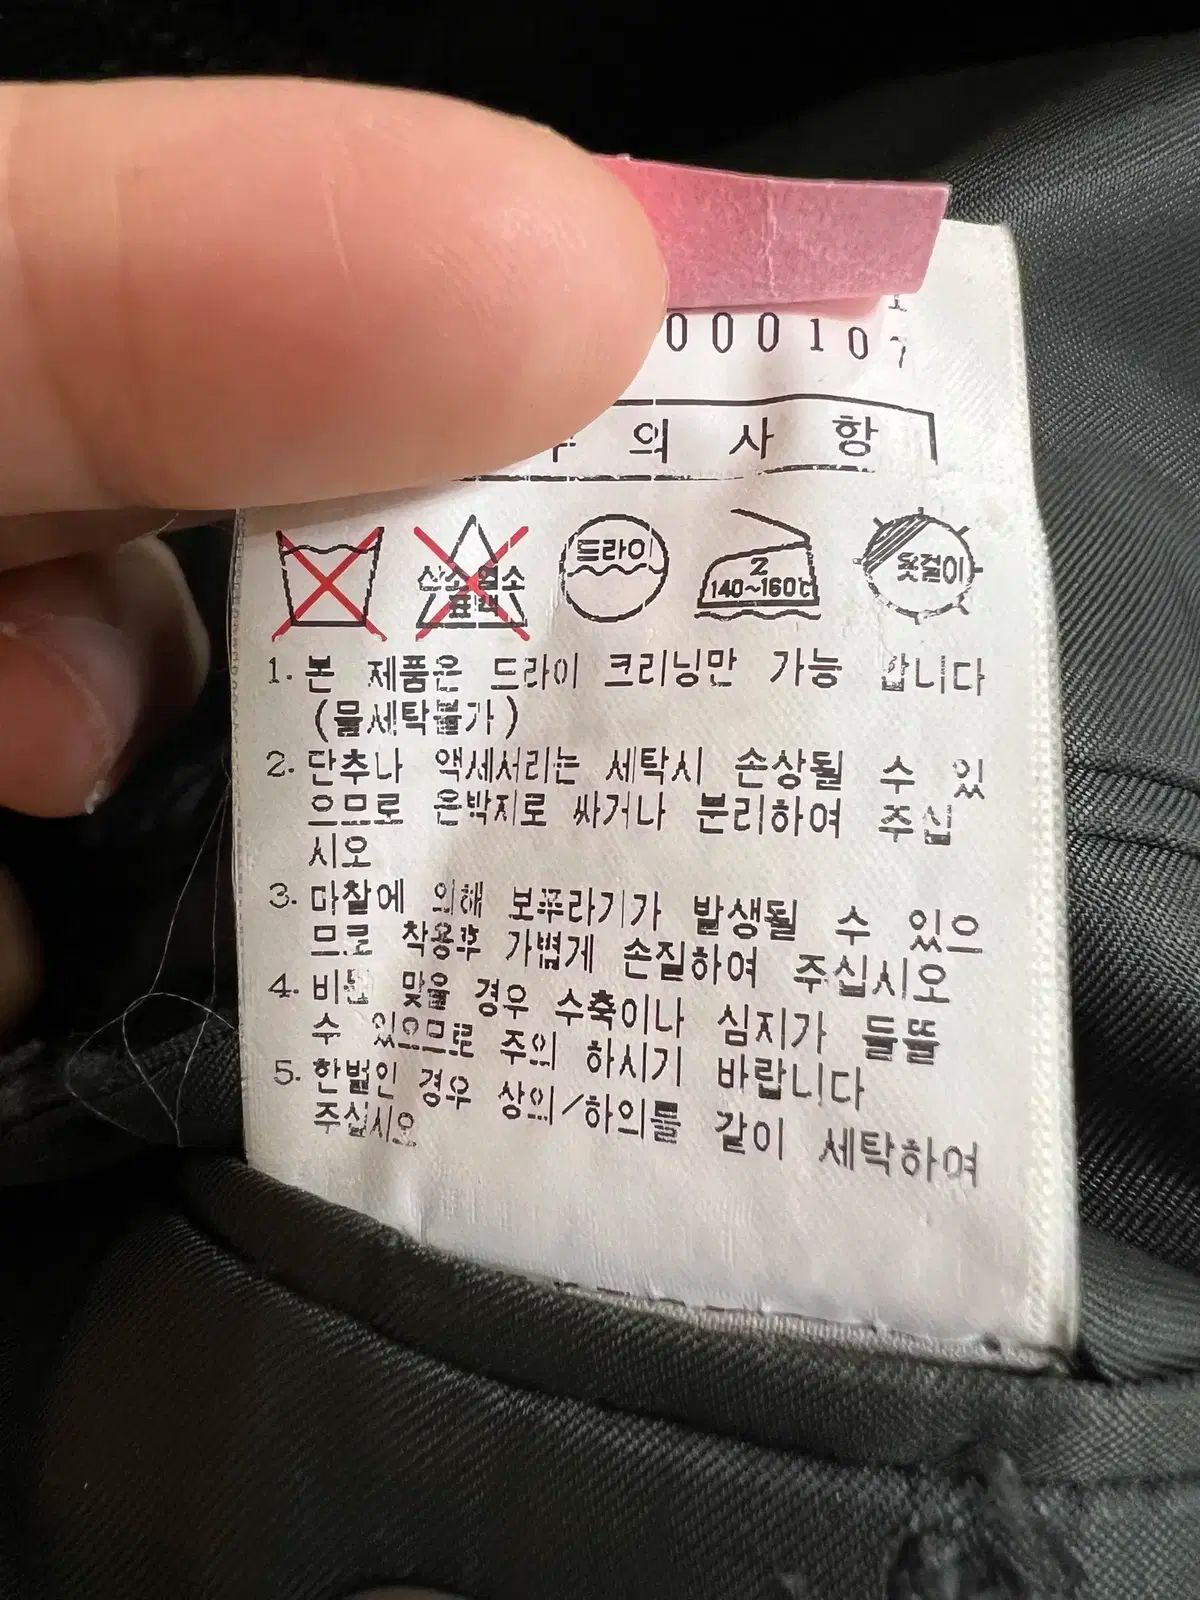 000107
의 사 항
산소 염소
표백
드라이
2
140~160℃
옷걸이
1. 본 제품은 드라이 크리닝만 가능 합니다
(물세탁불가)
2. 단추나 액세서리는 세탁시 손상될 수 있
으므로 은박지로 싸거나 분리하여 주십
시오
3. 마찰에 의해 보푸라기가 발생될 수 있으
므로 착용후 가볍게 손질하여 주십시오
4. 비를 맞을 경우 수축이나 심지가 들뜰
수 있으므로 주의 하시기 바랍니다
5. 한벌인 경우 상의/하의를 같이 세탁하여
주십시오